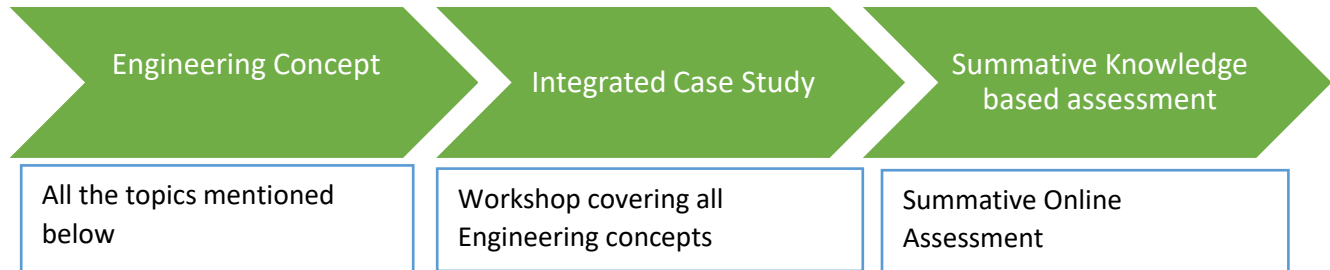 Engineering Concept
Integrated Case Study
Summative Knowledge
based assessment
All the topics mentioned
below
Workshop covering all
Engineering concepts
Summative Online
Assessment